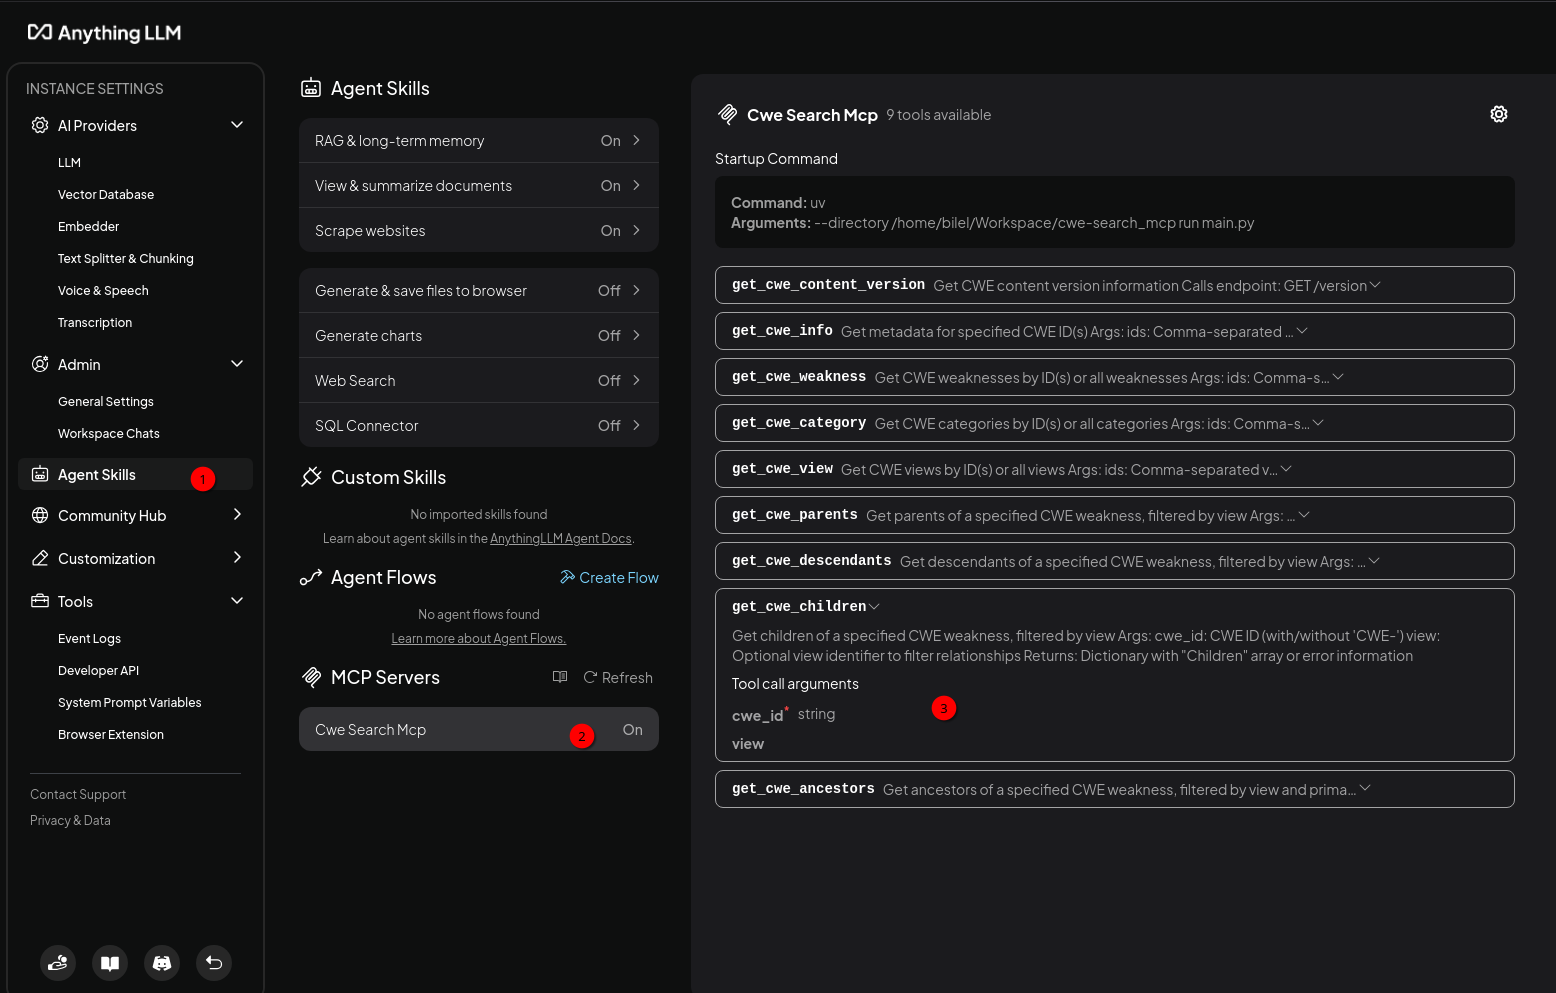 Anything LLM
INSTANCE SETTINGS
AI Providers
LLM
Vector Database
Embedder
Text Splitter & Chunking
Voice & Speech
Transcription
Admin
General Settings
Workspace Chats
Agent Skills
1
Community Hub
Customization
Tools
Event Logs
Developer API
System Prompt Variables
Browser Extension
Contact Support
Privacy & Data
Agent Skills
RAG & long-term memory On
View & summarize documents On
Scrape websites On
Generate & save files to browser Off
Generate charts Off
Web Search Off
SQL Connector Off
Custom Skills
No imported skills found
Learn about agent skills in the AnythingLLM Agent Docs.
Agent Flows Create Flow
No agent flows found
Learn more about Agent Flows.
MCP Servers Refresh
Cwe Search Mcp 2 On
Cwe Search Mcp 9 tools available
Startup Command
Command: uv
Arguments: --directory /home/bilel/Workspace/cwe-search_mcp run main.py
get_cwe_content_version Get CWE content version information Calls endpoint: GET /version
get_cwe_info Get metadata for specified CWE ID(s) Args: ids: Comma-separated ...
get_cwe_weakness Get CWE weaknesses by ID(s) or all weaknesses Args: ids: Comma-s...
get_cwe_category Get CWE categories by ID(s) or all categories Args: ids: Comma-s...
get_cwe_view Get CWE views by ID(s) or all views Args: ids: Comma-separated v...
get_cwe_parents Get parents of a specified CWE weakness, filtered by view Args: ...
get_cwe_descendants Get descendants of a specified CWE weakness, filtered by view Args: ...
get_cwe_children
Get children of a specified CWE weakness, filtered by view Args: cwe_id: CWE ID (with/without 'CWE-') view:
Optional view identifier to filter relationships Returns: Dictionary with "Children" array or error information
Tool call arguments
cwe_id* string
3
view
get_cwe_ancestors Get ancestors of a specified CWE weakness, filtered by view and prima...